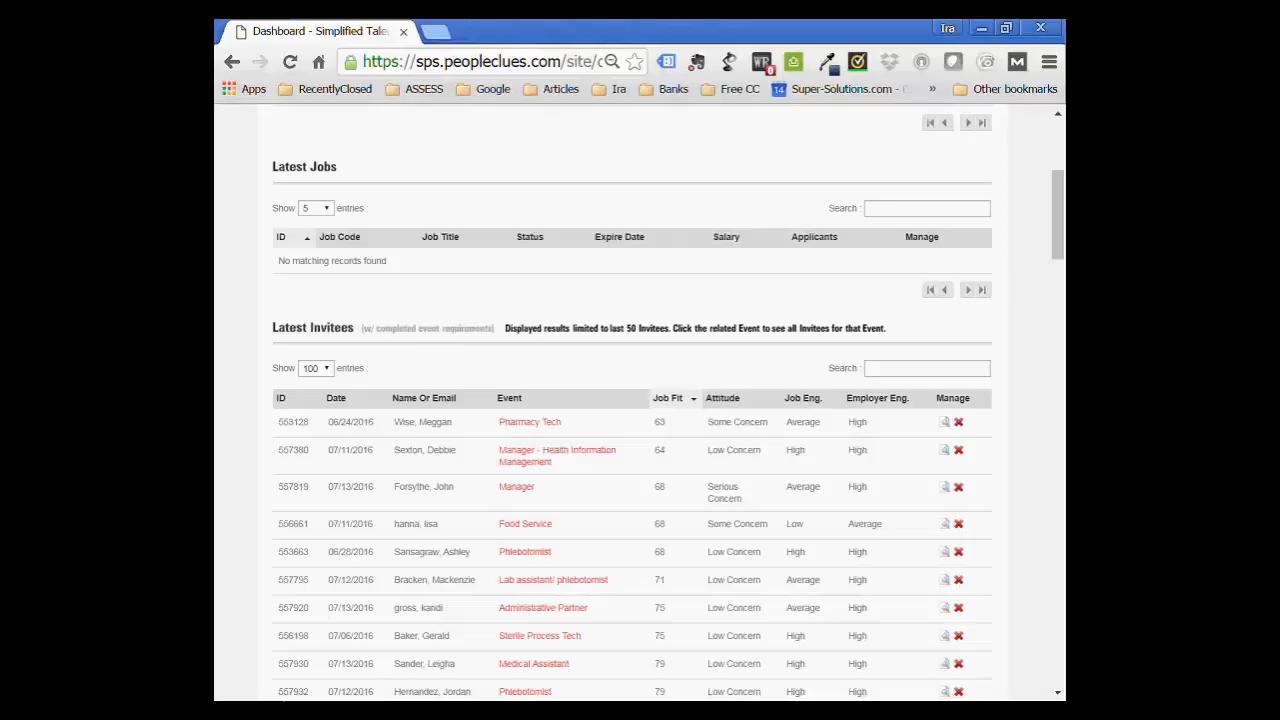 Dashboard - Simplified Tale
Ira
https://sps.peopleclues.com/site/c
Apps RecentlyClosed ASSESS Google Articles Ira Banks Free CC Super-Solutions.com - » Other bookmarks
Latest Jobs
Show 5 entries : Search :
ID Job Code Job Title Status Expire Date Salary Applicants Manage
No matching records found
Latest Invitees (w/ completed event requirements) Displayed results limited to last 50 Invitees. Click the related Event to see all Invitees for that Event.
Show 100 entries : Search :
ID Date Name Or Email Event Job Fit Attitude Job Eng. Employer Eng. Manage
553128 06/24/2016 Wise, Meggan Pharmacy Tech 63 Some Concern Average High
557380 07/11/2016 Sexton, Debbie Manager - Health Information 64 Low Concern High High
Management
557819 07/13/2016 Forsythe, John Manager 68 Serious Average High
Concern
556661 07/11/2016 hanna, lisa Food Service 68 Some Concern Low Average
553663 06/28/2016 Sansagraw, Ashley Phlebotomist 68 Low Concern High High
557795 07/12/2016 Bracken, Mackenzie Lab assistant/ phlebotomist 71 Low Concern Average High
557920 07/13/2016 gross, kandi Administrative Partner 75 Low Concern Average High
556198 07/06/2016 Baker, Gerald Sterile Process Tech 75 Low Concern High High
557930 07/13/2016 Sander, Leigha Medical Assistant 79 Low Concern High High
557932 07/12/2016 Hernandez, Jordan Phlebotomist 79 Low Concern High High